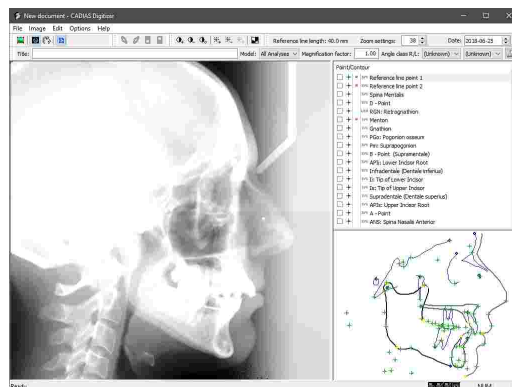 New document - CADIAS Digitizer
File Image Edit Options Help
Reference line length: 40.0 mm Zoom settings: 38 Date: 2018-06-25
Title: Model: All Analyses Magnification factor: 1.00 Angle class R/L: (Unknown) (Unknown)
Point/Contour
Reference line point 1
Reference line point 2
Spina Mentalis
D - Point
RGN: Retrognathion
Menton
Gnathion
PGo: Pogonion osseum
Pm: Suprapogonion
B - Point (Supramentale)
API: Lower Incisor Root
Infradentale (Dentale inferius)
Ii: Tip of Lower Incisor
Is: Tip of Upper Incisor
Supradentale (Dentale superius)
APIs: Upper Incisor Root
A - Point
ANS: Spina Nasalis Anterior
Ready
NUM